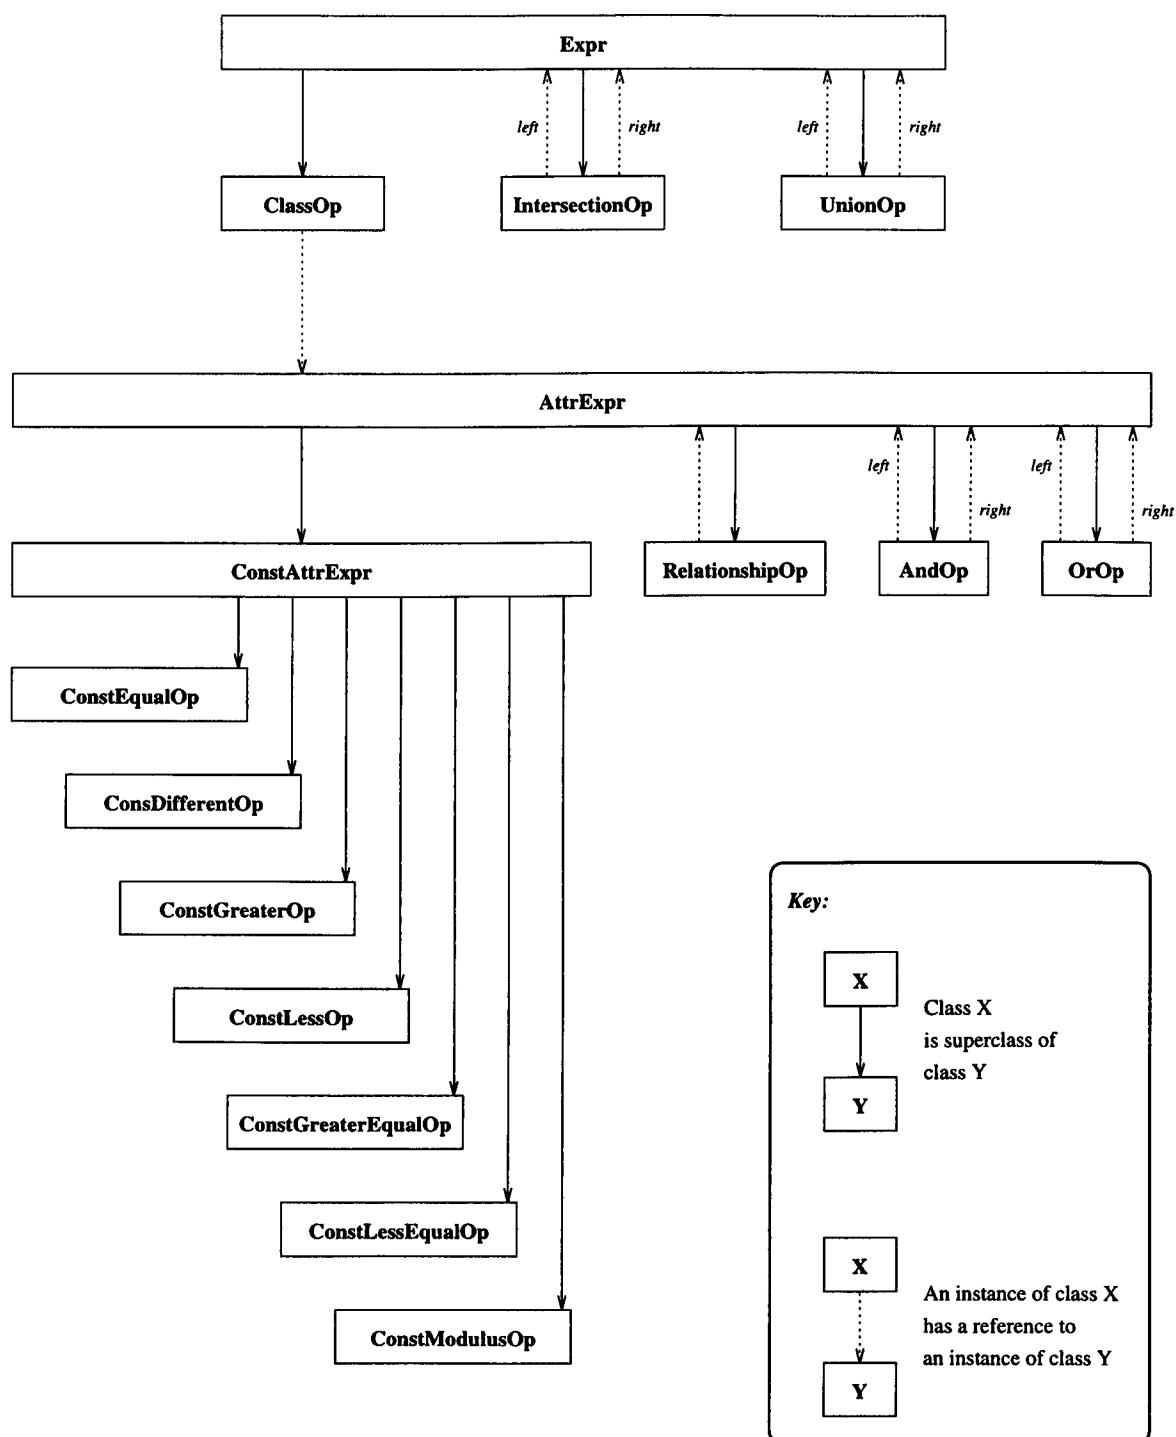 Expr
left
right
left
right
ClassOp
IntersectionOp
UnionOp
AttrExpr
left
right
left
right
ConstAttrExpr
RelationshipOp
AndOp
OrOp
ConstEqualOp
ConsDifferentOp
ConstGreaterOp
ConstLessOp
ConstGreaterEqualOp
ConstLessEqualOp
ConstModulusOp
Key:
X
Class X
is superclass of
class Y
Y
X
An instance of class X
has a reference to
an instance of class Y
Y